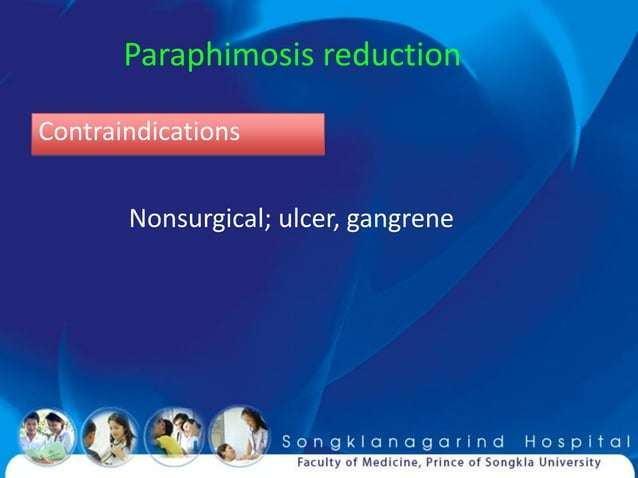 Paraphimosis reduction
Contraindications
Nonsurgical; ulcer, gangrene
Songklanagarind Hospital
Faculty of Medicine, Prince of Songkla University